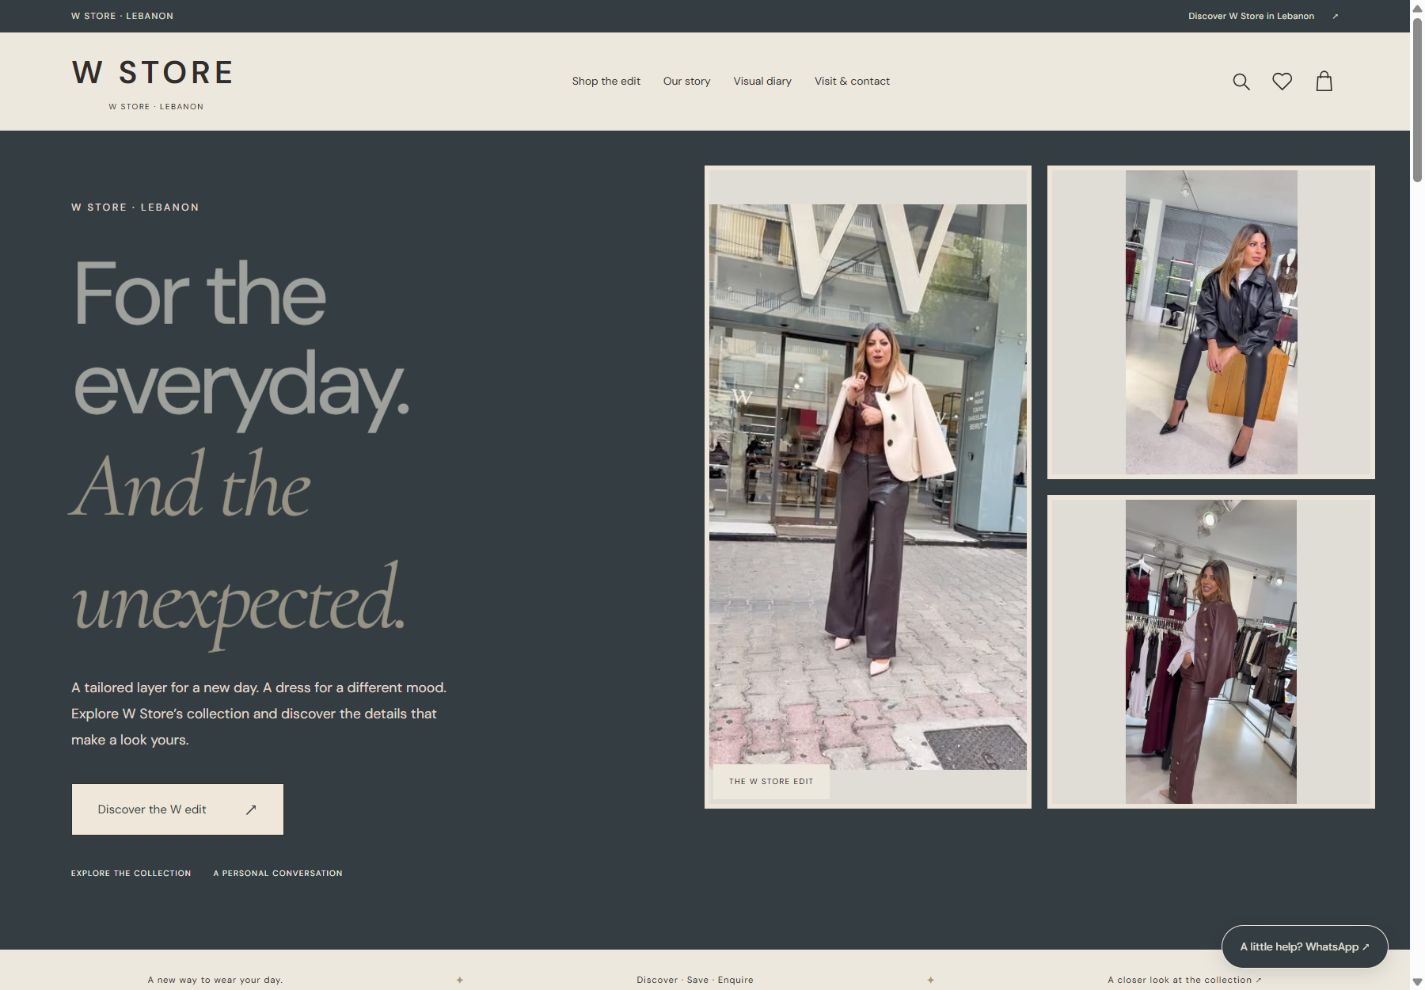 W STORE · LEBANON
Discover W Store in Lebanon ↗
W STORE
W STORE · LEBANON
Shop the edit
Our story
Visual diary
Visit & contact
W STORE · LEBANON
For the
everyday.
And the
unexpected.
A tailored layer for a new day. A dress for a different mood.
Explore W Store’s collection and discover the details that
make a look yours.
Discover the W edit ↗
EXPLORE THE COLLECTION
A PERSONAL CONVERSATION
W
W
THE W STORE EDIT
A little help? WhatsApp ↗
A new way to wear your day.
✦
Discover · Save · Enquire
✦
A closer look at the collection ↗